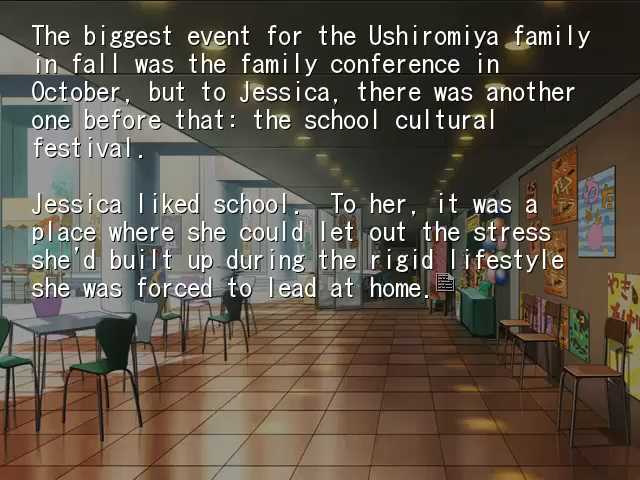 The biggest event for the Ushiromiya family
in fall was the family conference in
October, but to Jessica, there was another
one before that: the school cultural
festival.
Jessica liked school.  To her, it was a
place where she could let out the stress
she'd built up during the rigid lifestyle
she was forced to lead at home.